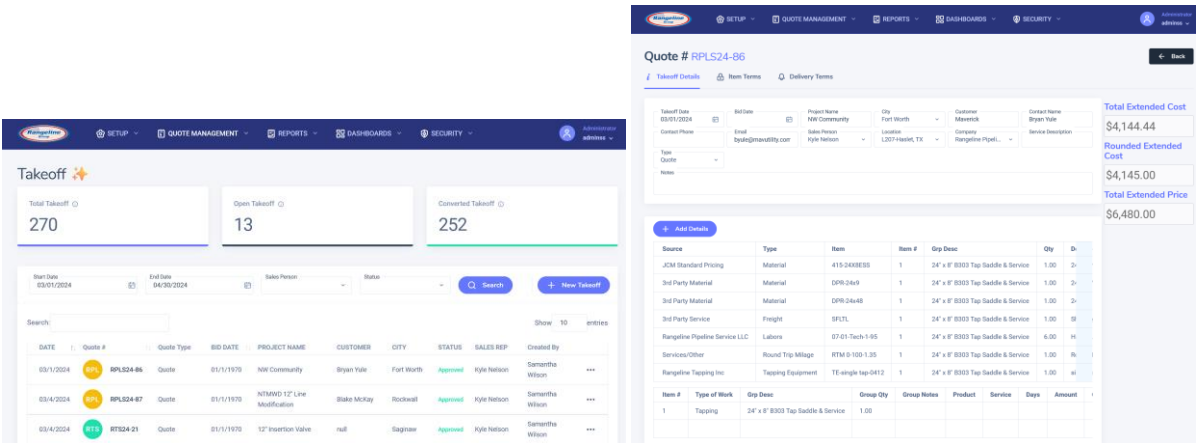 Rangeline
Group
SETUP
QUOTE MANAGEMENT
REPORTS
DASHBOARDS
SECURITY
Administrator
adminss
Takeoff
Total Takeoff
270
Open Takeoff
13
Converted Takeoff
252
Start Date
03/01/2024
End Date
04/30/2024
Sales Person
Status
Search
+ New Takeoff
Search:
Show 10 entries
DATE Quote # Quote Type BID DATE PROJECT NAME CUSTOMER CITY STATUS SALES REP Created By
03/1/2024 RPL RPLS24-86 Quote 01/1/1970 NW Community Bryan Yule Fort Worth Approved Kyle Nelson Samantha Wilson
03/4/2024 RPL RPLS24-87 Quote 01/1/1970 NTMWD 12" Line Modification Blake McKay Rockwall Approved Kyle Nelson Samantha Wilson
03/4/2024 RTS RTS24-21 Quote 01/1/1970 12" Insertion Valve null Saginaw Approved Kyle Nelson Samantha Wilson
Rangeline
Group
SETUP
QUOTE MANAGEMENT
REPORTS
DASHBOARDS
SECURITY
Administrator
adminss
Quote # RPLS24-86
← Back
Takeoff Details
Item Terms
Delivery Terms
Takeoff Date
03/01/2024
Bid Date
Project Name
NW Community
City
Fort Worth
Customer
Maverick
Contact Name
Bryan Yule
Contact Phone
Email
byule@mavutility.com
Sales Person
Kyle Nelson
Location
L207-Haslet, TX
Company
Rangeline Pipeli...
Service Description
Type
Quote
Notes
Total Extended Cost
$4,144.44
Rounded Extended Cost
$4,145.00
Total Extended Price
$6,480.00
+ Add Details
Source Type Item Item # Grp Desc Qty
JCM Standard Pricing Material 415-24X8ESS 1 24" x 8" B303 Tap Saddle & Service 1.00
3rd Party Material Material DPR-24x9 1 24" x 8" B303 Tap Saddle & Service 1.00
3rd Party Material Material DPR-24x48 1 24" x 8" B303 Tap Saddle & Service 1.00
3rd Party Service Freight SFLTL 1 24" x 8" B303 Tap Saddle & Service 1.00
Rangeline Pipeline Service LLC Labors 07-01-Tech-1-95 1 24" x 8" B303 Tap Saddle & Service 6.00
Services/Other Round Trip Milage RTM 0-100-1.35 1 24" x 8" B303 Tap Saddle & Service 1.00
Rangeline Tapping Inc Tapping Equipment TE-single tap-0412 1 24" x 8" B303 Tap Saddle & Service 1.00
Item # Type of Work Grp Desc Group Qty Group Notes Product Service Days Amount
1 Tapping 24" x 8" B303 Tap Saddle & Service 1.00